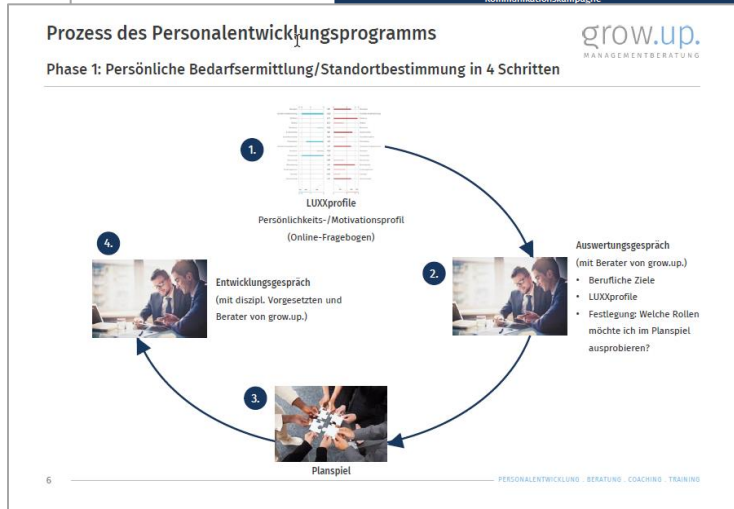 Kommunikationskampagne
Prozess des Personalentwicklungsprogramms
grow.up.
MANAGEMENTBERATUNG
Phase 1: Persönliche Bedarfsermittlung/Standortbestimmung in 4 Schritten
1.
LUXXprofile
Persönlichkeits-/Motivationsprofil
(Online-Fragebogen)
2.
Auswertungsgespräch
(mit Berater von grow.up.)
• Berufliche Ziele
• LUXXprofile
• Festlegung: Welche Rollen
möchte ich im Planspiel
ausprobieren?
3.
Planspiel
4.
Entwicklungsgespräch
(mit diszipl. Vorgesetzten und
Berater von grow.up.)
6
PERSONALENTWICKLUNG . BERATUNG . COACHING . TRAINING